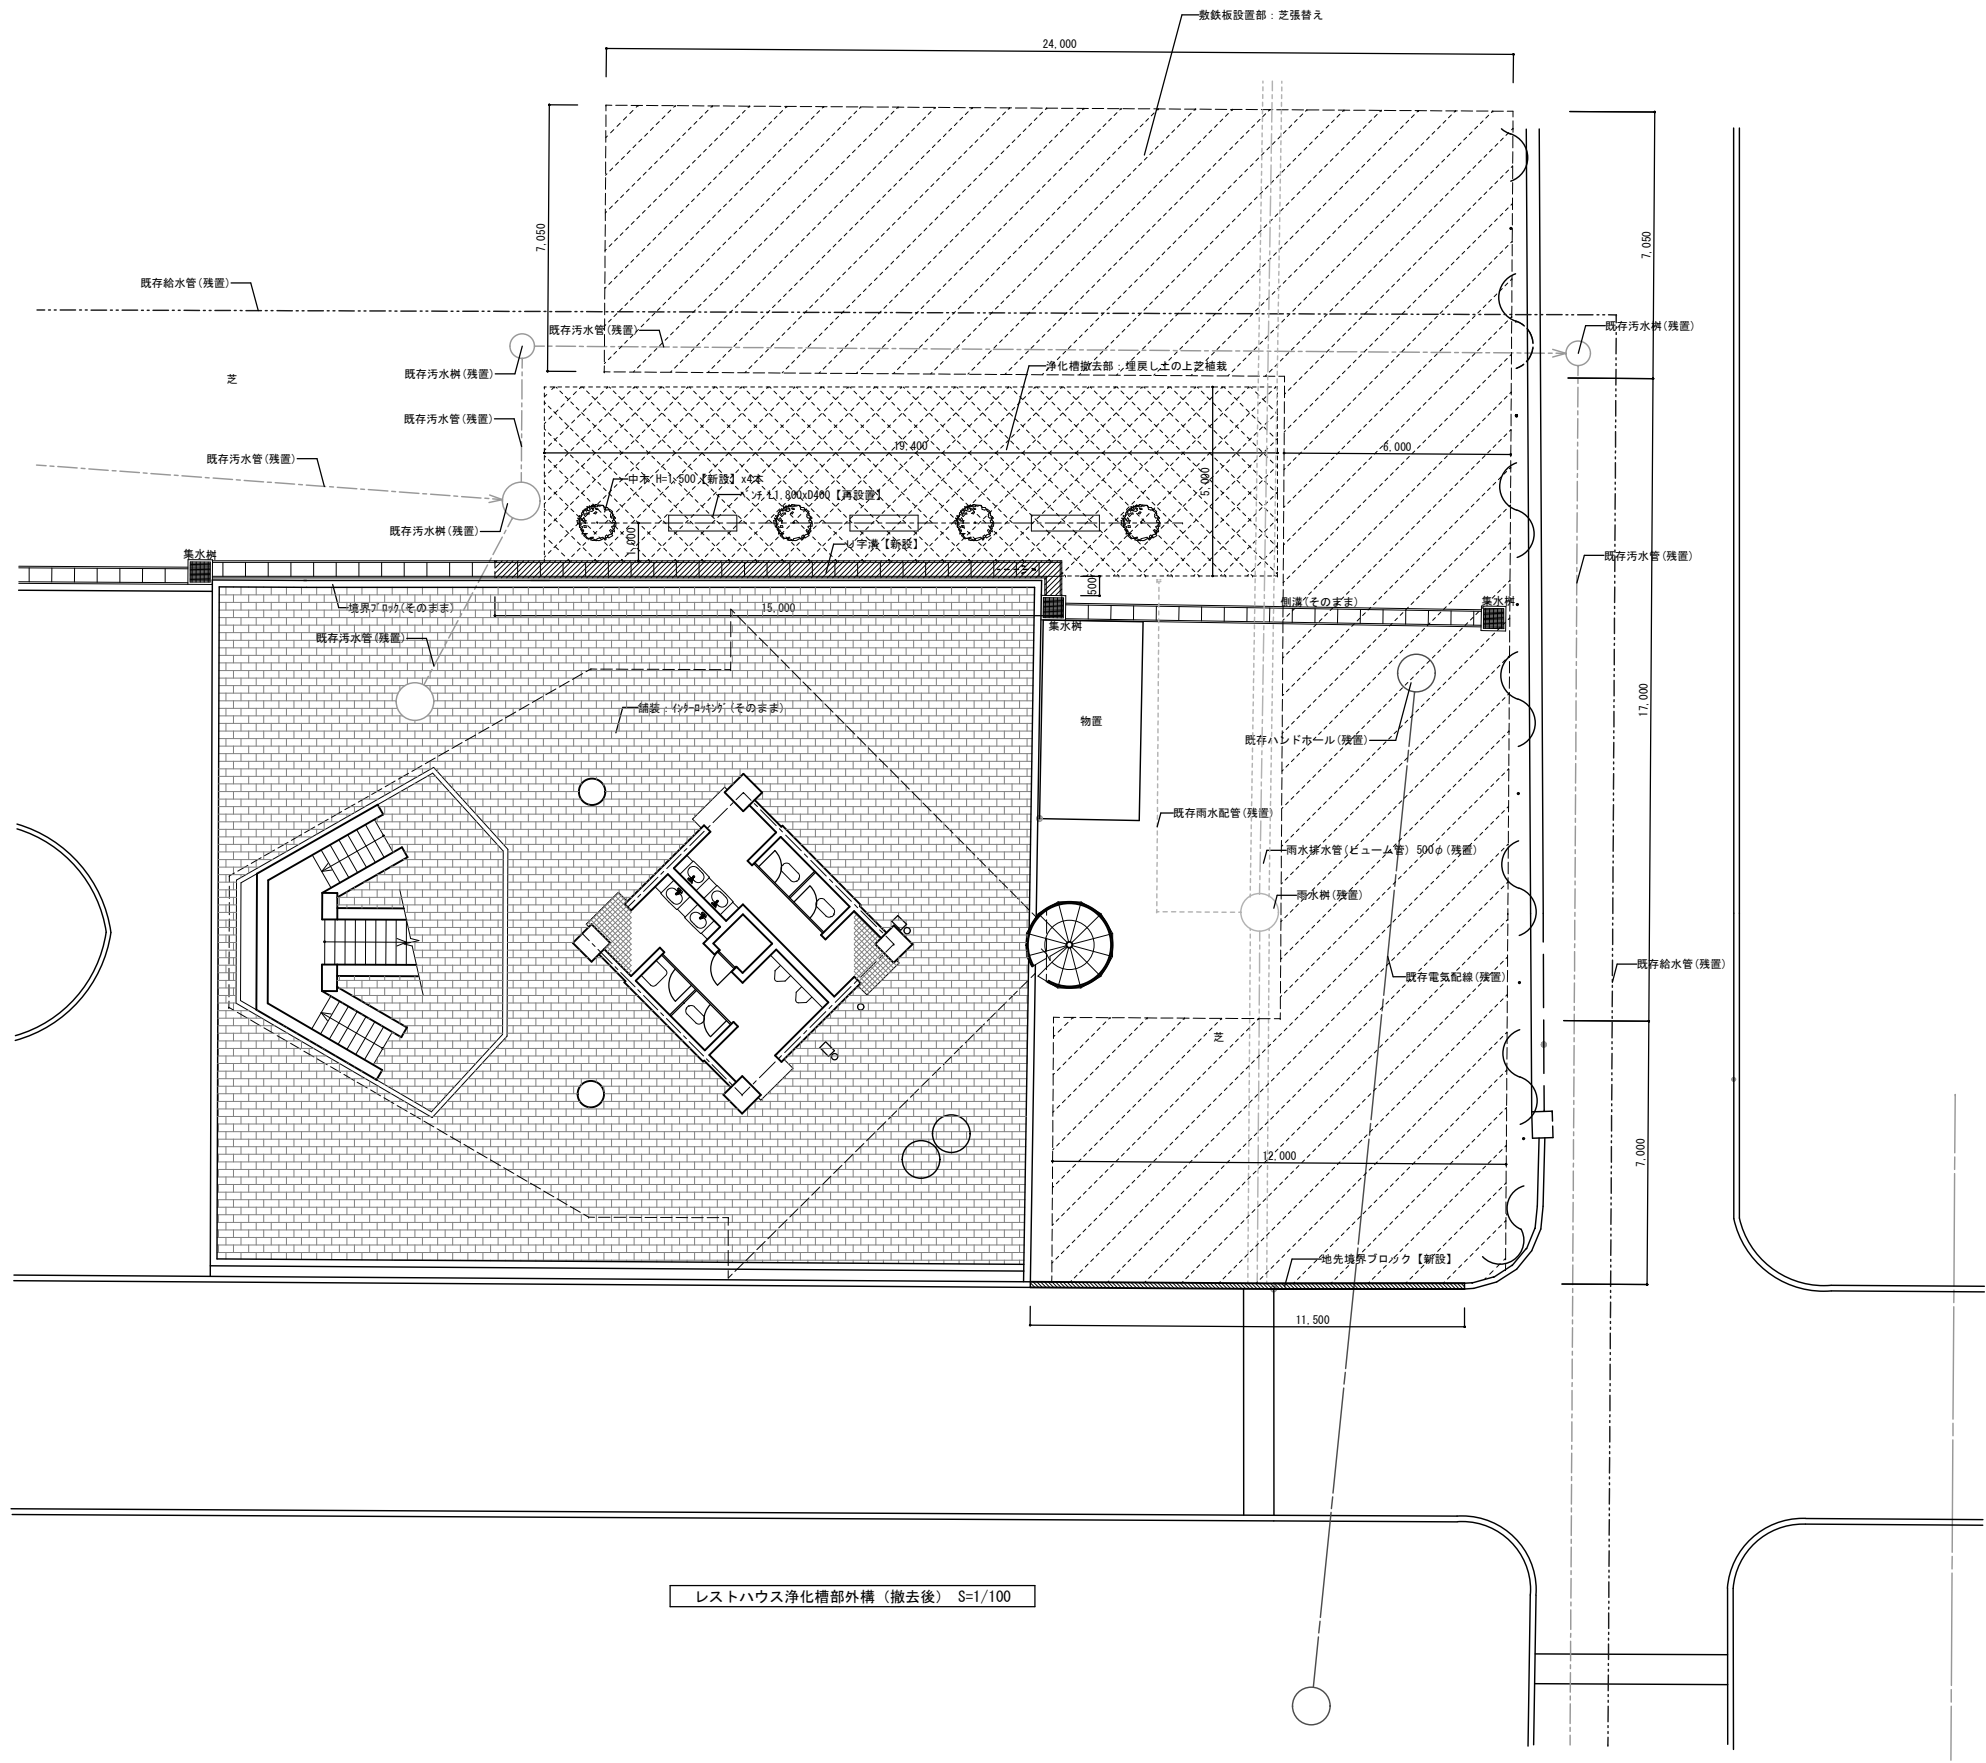 敷鉄板設置部：芝張替え
24,000
7,050
7,050
既存給水管(残置)
既存汚水管(残置)
既存汚水桝(残置)
既存汚水桝(残置)
浄化槽撤去部：埋戻し土の上芝植栽
芝
既存汚水管(残置)
19,400
6,000
既存汚水管(残置)
中木 H=1,500【新設】x4本
5,000
ベンチ L1,800xD400【再設置】
既存汚水桝(残置)
1,000
U字溝【新設】
集水桝
既存汚水管(残置)
500
境界ブロック(そのまま)
15,000
側溝(そのまま)
集水桝
集水桝
既存汚水管(残置)
舗装：インターロッキング(そのまま)
物置
17,000
既存ハンドホール(残置)
既存雨水配管(残置)
雨水排水管(ヒューム管) 500φ(残置)
雨水桝(残置)
既存給水管(残置)
既存電気配線(残置)
芝
12,000
7,000
地先境界ブロック【新設】
11,500
レストハウス浄化槽部外構（撤去後） S=1/100